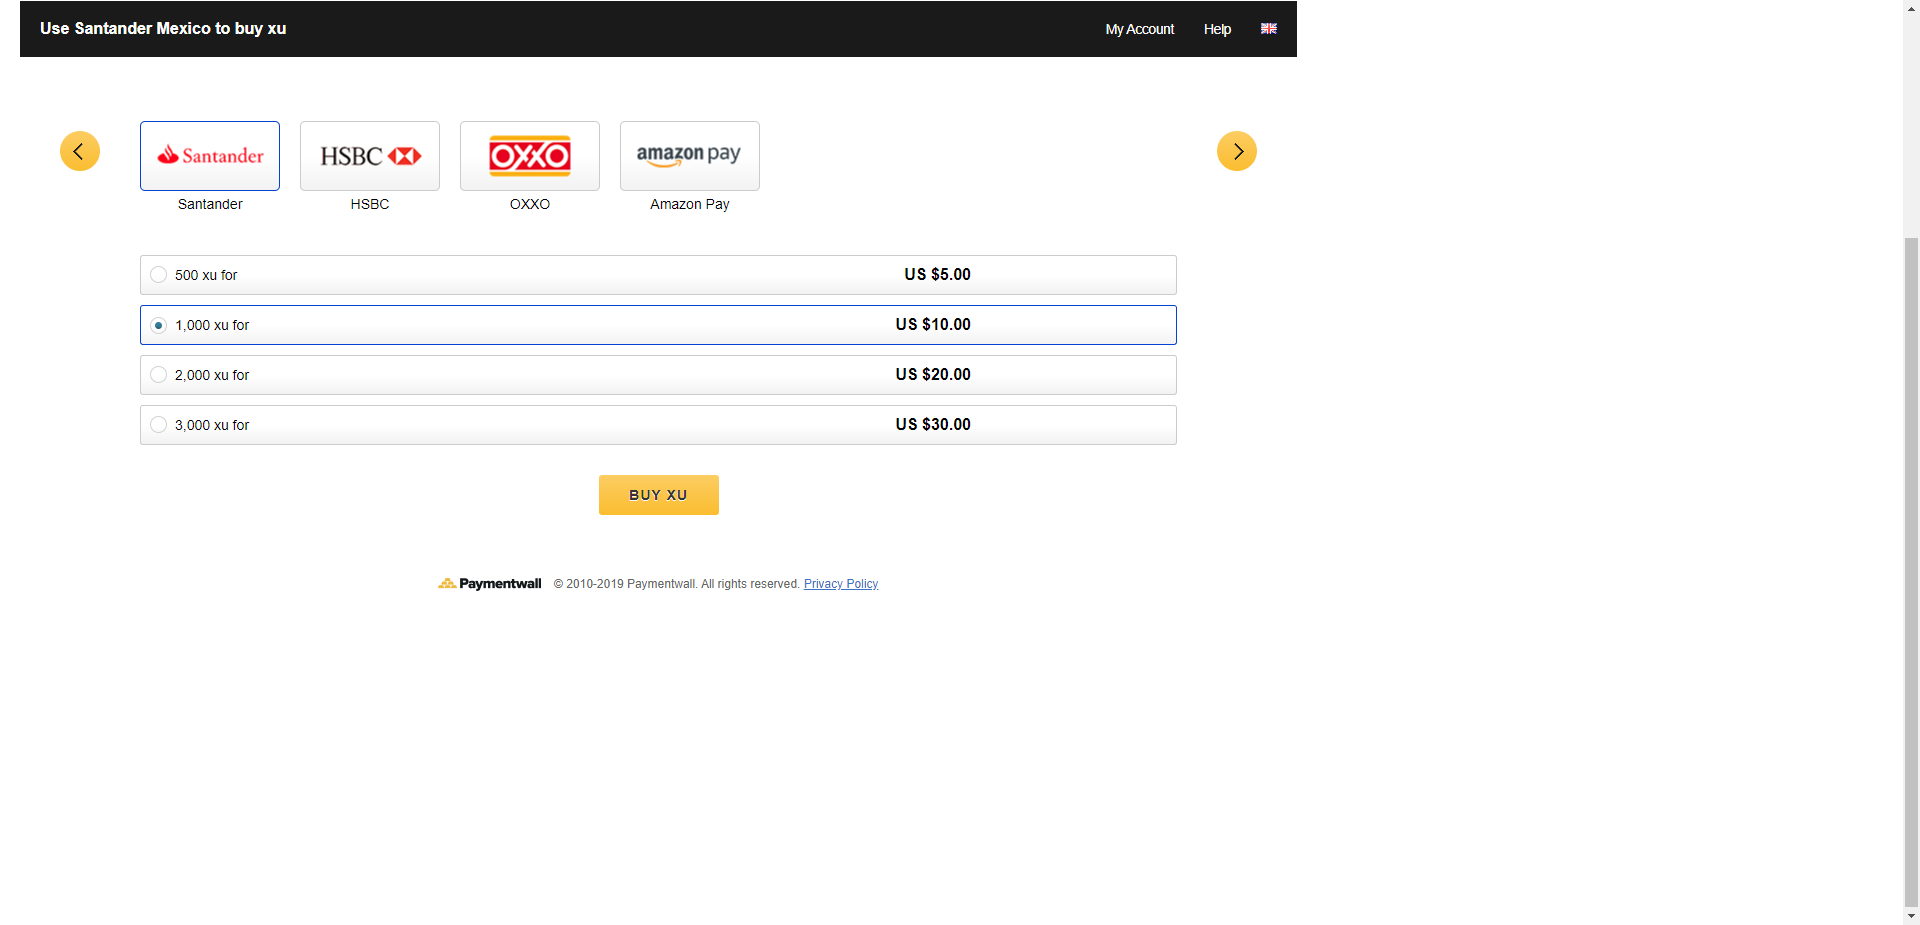 Use Santander Mexico to buy xu
My Account Help
Santander HSBC OXXO amazon pay
Santander HSBC OXXO Amazon Pay
500 xu for US $5.00
1,000 xu for US $10.00
2,000 xu for US $20.00
3,000 xu for US $30.00
BUY XU
Paymentwall © 2010-2019 Paymentwall. All rights reserved. Privacy Policy